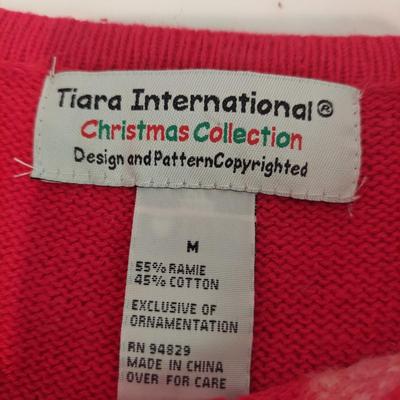 Tiara International®
Christmas Collection
Design and Pattern Copyrighted
M
55% RAMIE
45% COTTON
EXCLUSIVE OF
ORNAMENTATION
RN 94829
MADE IN CHINA
OVER FOR CARE